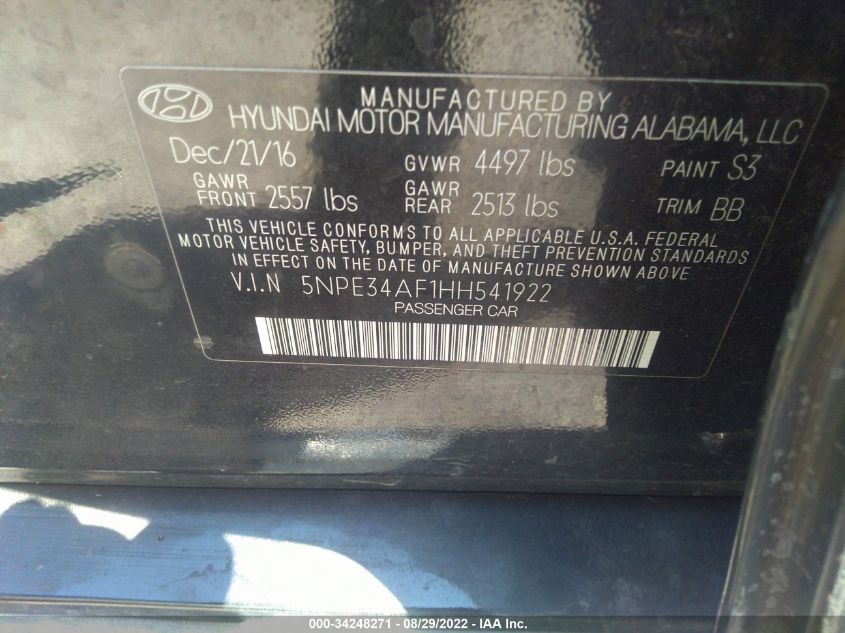 MANUFACTURED BY
HYUNDAI MOTOR MANUFACTURING ALABAMA, LLC
Dec/21/16 GVWR 4497 lbs PAINT S3
GAWR FRONT 2557 lbs GAWR REAR 2513 lbs TRIM BB
THIS VEHICLE CONFORMS TO ALL APPLICABLE U.S.A. FEDERAL
MOTOR VEHICLE SAFETY, BUMPER, AND THEFT PREVENTION STANDARDS
IN EFFECT ON THE DATE OF MANUFACTURE SHOWN ABOVE
V.I.N 5NPE34AF1HH541922
PASSENGER CAR
000-34248271 - 08/29/2022 - IAA Inc.